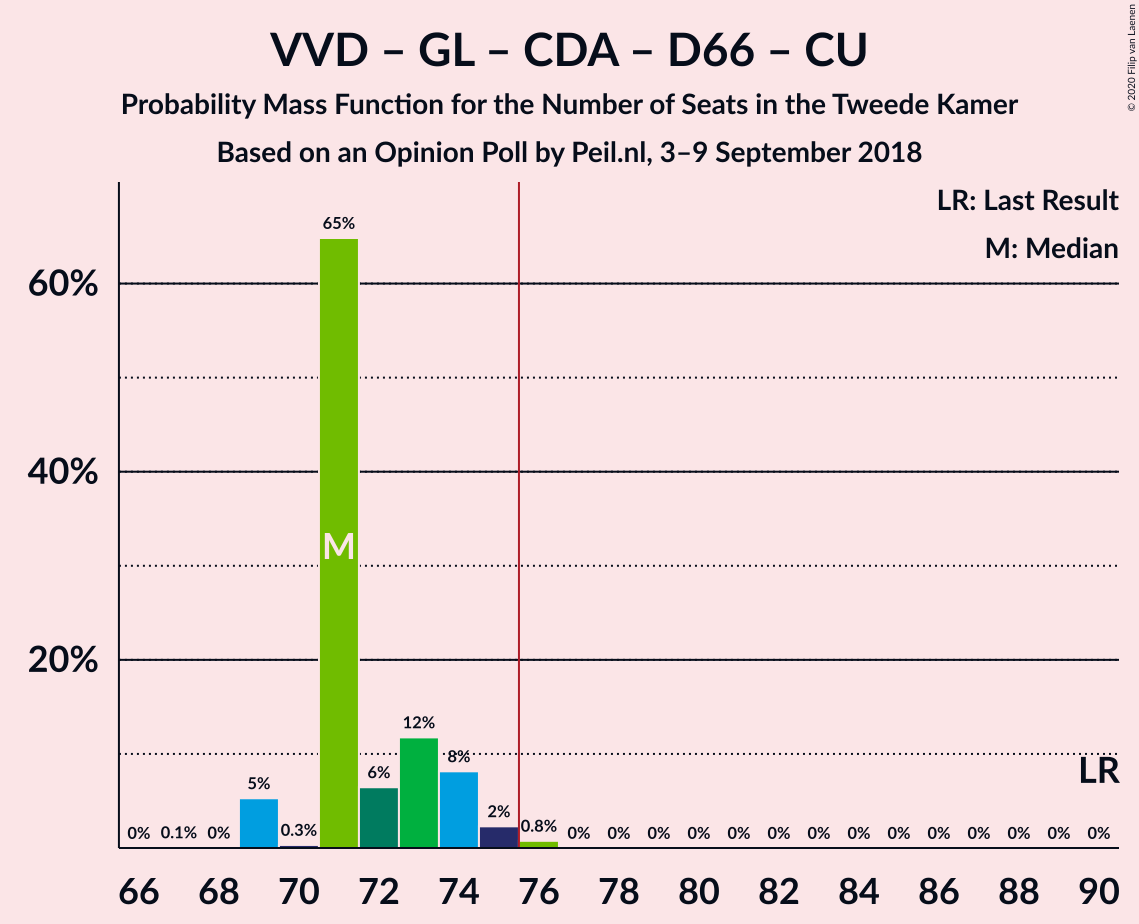 VVD – GL – CDA – D66 – CU
Probability Mass Function for the Number of Seats in the Tweede Kamer
Based on an Opinion Poll by Peil.nl, 3–9 September 2018
© 2020 Filip van Laenen
LR: Last Result
M: Median
60%
40%
20%
0% 0.1% 0% 5% 0.3% 65% 6% 12% 8% 2% 0.8% 0% 0% 0% 0% 0% 0% 0% 0% 0% 0% 0% 0% 0% 0%
M
LR
66 68 70 72 74 76 78 80 82 84 86 88 90